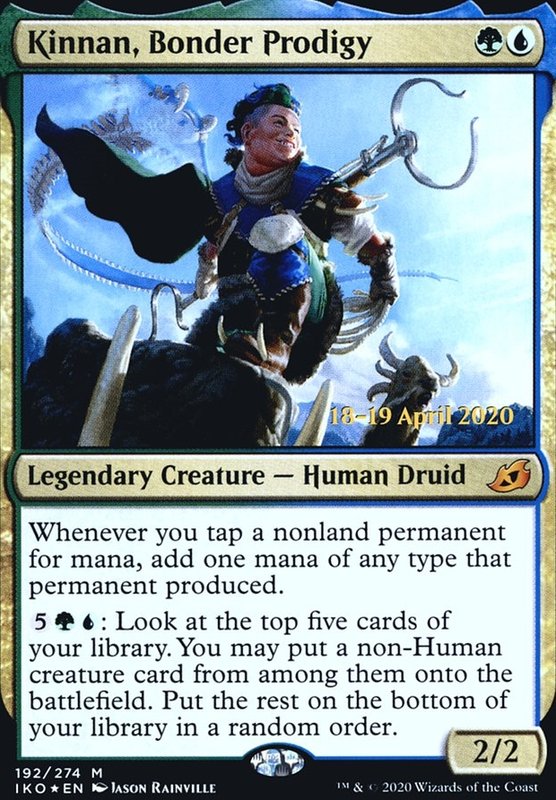 Kinnan, Bonder Prodigy
18-19 April 2020
Legendary Creature — Human Druid
Whenever you tap a nonland permanent
for mana, add one mana of any type that
permanent produced.
5 : Look at the top five cards of
your library. You may put a non-Human
creature card from among them onto the
battlefield. Put the rest on the bottom of
your library in a random order.
2/2
192/274 M
IKO ★ EN Jason Rainville
™ & © 2020 Wizards of the Coast